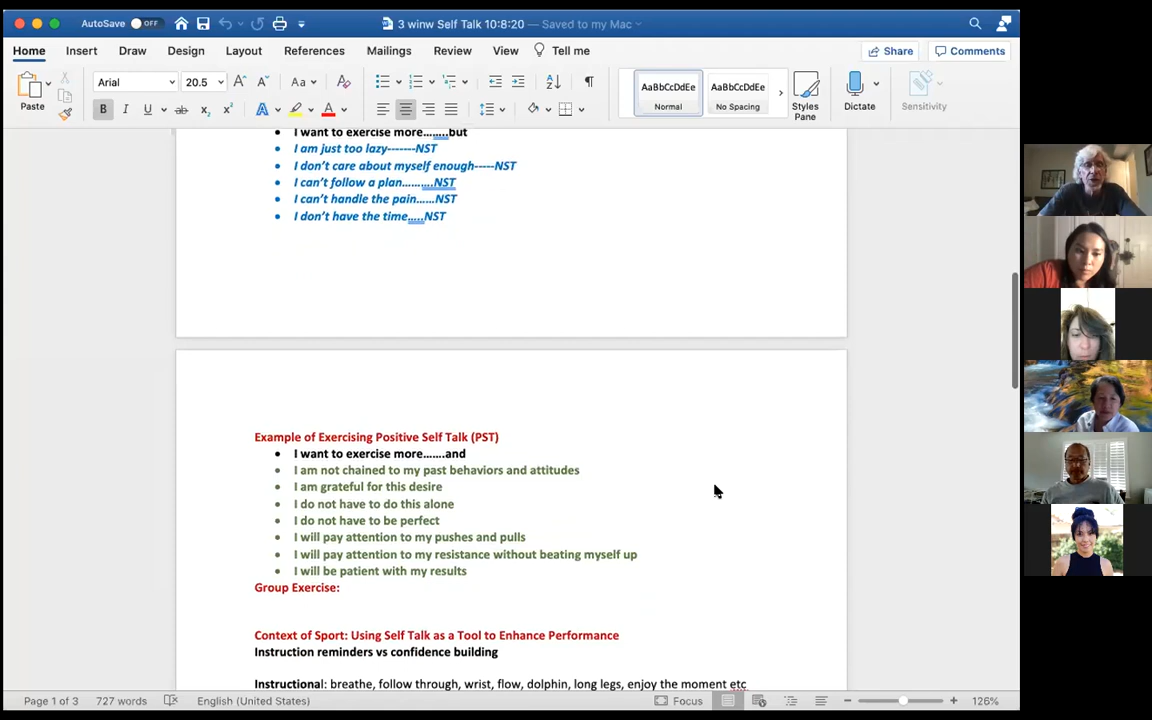 AutoSave OFF
3 winw Self Talk 10:8:20 — Saved to my Mac
Home Insert Draw Design Layout References Mailings Review View Tell me Share Comments
Arial 20.5 Aa
AaBbCcDdEe AaBbCcDdEe
Paste Normal No Spacing Styles Pane Dictate Sensitivity
I want to exercise more……..but
I am just too lazy-------NST
I don't care about myself enough-----NST
I can't follow a plan……….NST
I can't handle the pain……NST
I don't have the time…..NST
Example of Exercising Positive Self Talk (PST)
I want to exercise more…….and
I am not chained to my past behaviors and attitudes
I am grateful for this desire
I do not have to do this alone
I do not have to be perfect
I will pay attention to my pushes and pulls
I will pay attention to my resistance without beating myself up
I will be patient with my results
Group Exercise:
Context of Sport: Using Self Talk as a Tool to Enhance Performance
Instruction reminders vs confidence building
Instructional: breathe, follow through, wrist, flow, dolphin, long legs, enjoy the moment etc
Page 1 of 3 727 words English (United States) Focus 126%